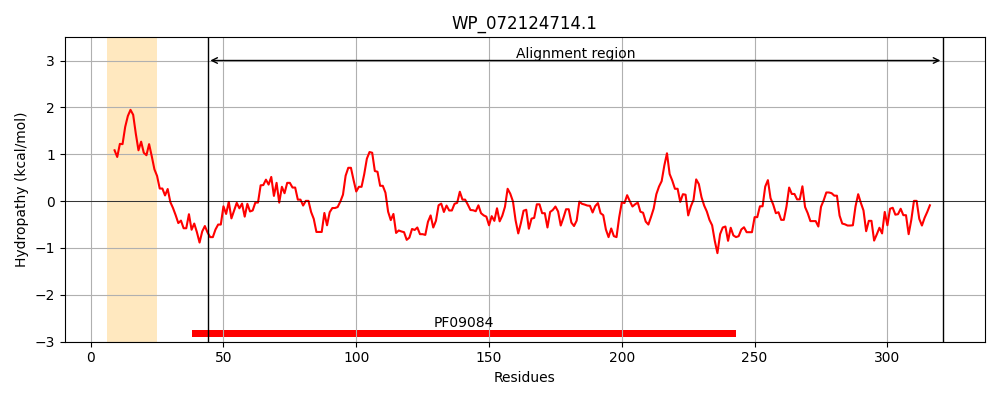 WP_072124714.1
Alignment region
Hydropathy (kcal/mol)
3
2
1
0
−1
−2
−3
PF09084
0 50 100 150 200 250 300
Residues